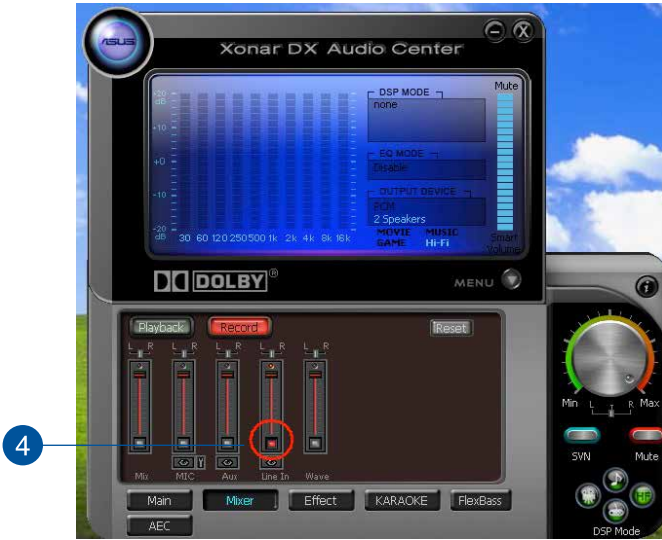 ASUS
Xonar DX Audio Center
+20 dB
+10
+0
-10
-20 dB
30 60 120 250 500 1k 2k 4k 8k 16k
DSP MODE
none
EQ MODE
Disable
OUTPUT DEVICE
PCM
2 Speakers
MOVIE MUSIC
GAME Hi-Fi
Mute
Smart
Volume
DOLBY®
MENU
Playback Record Reset
L R L R L R L R L R
Mix MIC Aux Line In Wave
4
Main Mixer Effect KARAOKE FlexBass
AEC
i
Min L R Max
SVN Mute
HF
DSP Mode